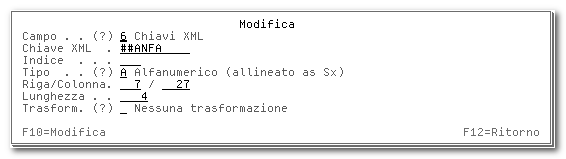 Modifica
Campo . . (?) 6 Chiavi XML
Chiave XML . ##ANFA
Indice . . .
Tipo . . (?) A Alfanumerico (allineato as Sx)
Riga/Colonna. 7 / 27
Lunghezza . . 4
Trasform. (?) _ Nessuna trasformazione
F10=Modifica F12=Ritorno